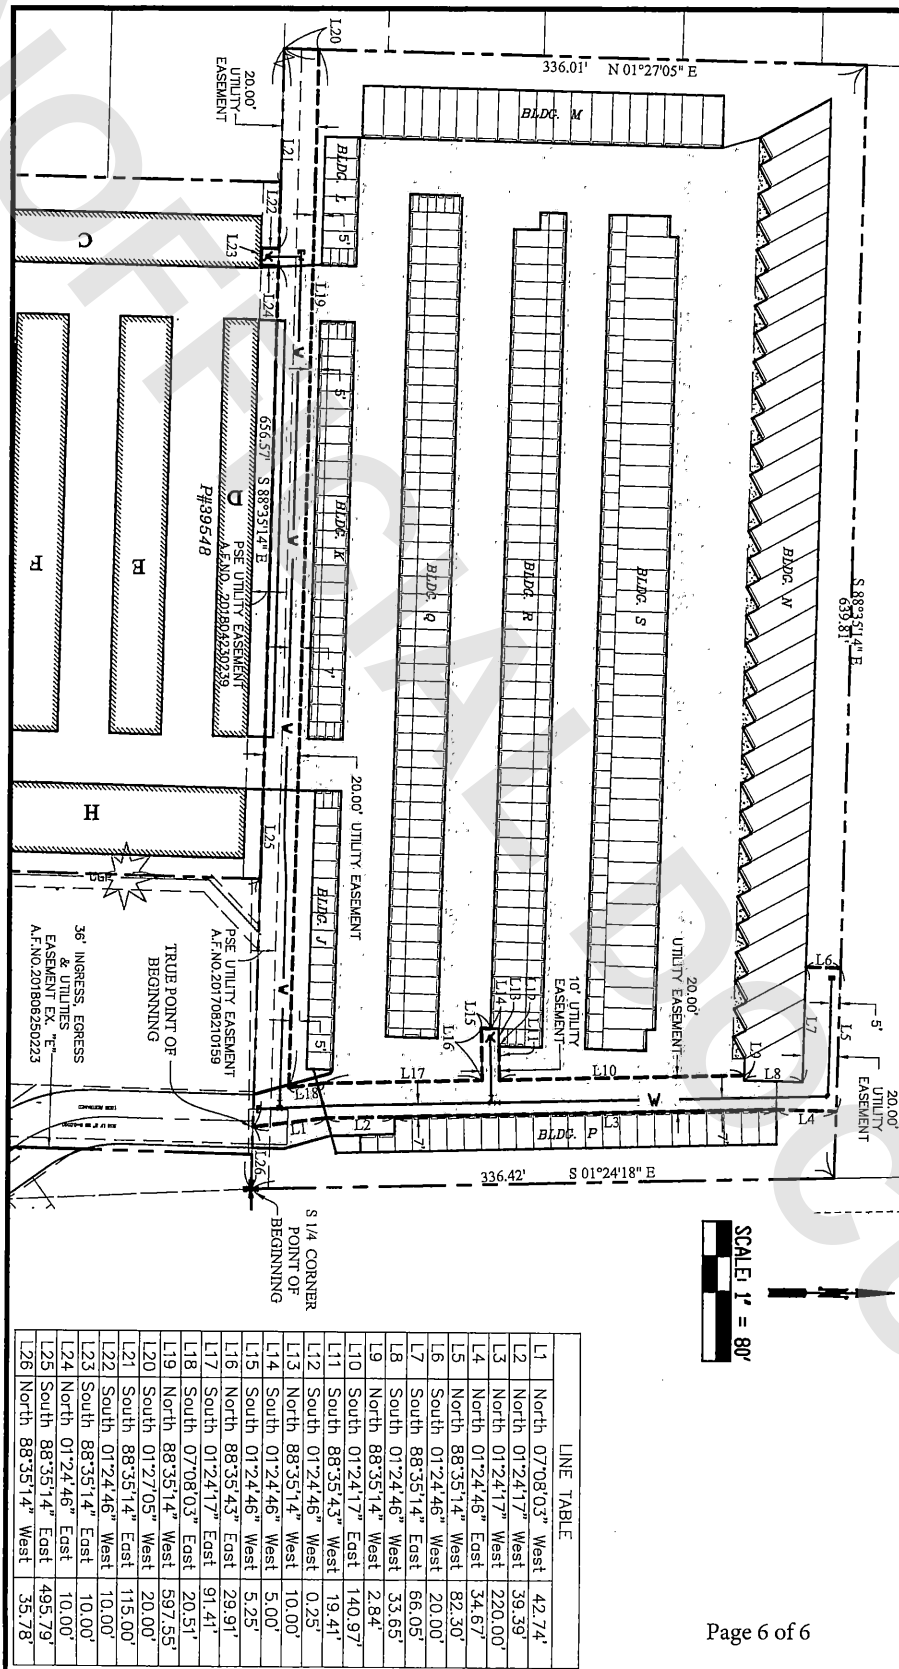 UNOFFICIAL DOCUMENT
L20
336.01' N 01°27'05" E
20.00'
UTILITY
EASEMENT
L21
L22
L23
L24
L19
BLDG. M
BLDG. L
5'
C
W
5'
656.57' S 88°35'14" E
D
P#39548
PSE UTILITY EASEMENT
A.F.NO. 201804230239
E
F
W
BLDG. K
BLDG. Q
BLDG. R
BLDG. S
BLDG. N
S 88°35'14" E
639.81'
7'
W
20.00' UTILITY EASEMENT
H
L25
BLDG. J
W
5'
PSE UTILITY EASEMENT
A.F.NO.201708210159
36' INGRESS, EGRESS
& UTILITIES
EASEMENT EX. "E"
A.F.NO.201806250223
TRUE POINT OF
BEGINNING
L15
L16
L14
L13
L12
L11
10' UTILITY
EASEMENT
20.00'
UTILITY EASEMENT
L6
L7
L5
5'
20.00'
UTILITY
EASEMENT
L9
L8
L10
L17
L18
L1
L2
7'
L3
W
7'
L4
BLDG. P
L26
336.42' S 01°24'18" E
S 1/4 CORNER
POINT OF
BEGINNING
SCALE: 1" = 80'
N
LINE TABLE
L1 North 07°08'03" West 42.74'
L2 North 01°24'17" West 39.39'
L3 North 01°24'17" West 220.00'
L4 North 01°24'46" East 34.67'
L5 North 88°35'14" West 82.30'
L6 South 01°24'46" West 20.00'
L7 South 88°35'14" East 66.05'
L8 South 01°24'46" West 33.65'
L9 North 88°35'14" West 2.84'
L10 South 01°24'17" East 140.97'
L11 South 88°35'43" West 19.41'
L12 South 01°24'46" West 0.25'
L13 North 88°35'14" West 10.00'
L14 South 01°24'46" West 5.00'
L15 South 01°24'46" West 5.25'
L16 North 88°35'43" East 29.91'
L17 South 01°24'17" East 91.41'
L18 South 07°08'03" East 20.51'
L19 North 88°35'14" West 597.55'
L20 South 01°27'05" West 20.00'
L21 South 88°35'14" East 115.00'
L22 South 01°24'46" West 10.00'
L23 South 88°35'14" East 10.00'
L24 North 01°24'46" East 10.00'
L25 South 88°35'14" East 495.79'
L26 North 88°35'14" West 35.78'
Page 6 of 6